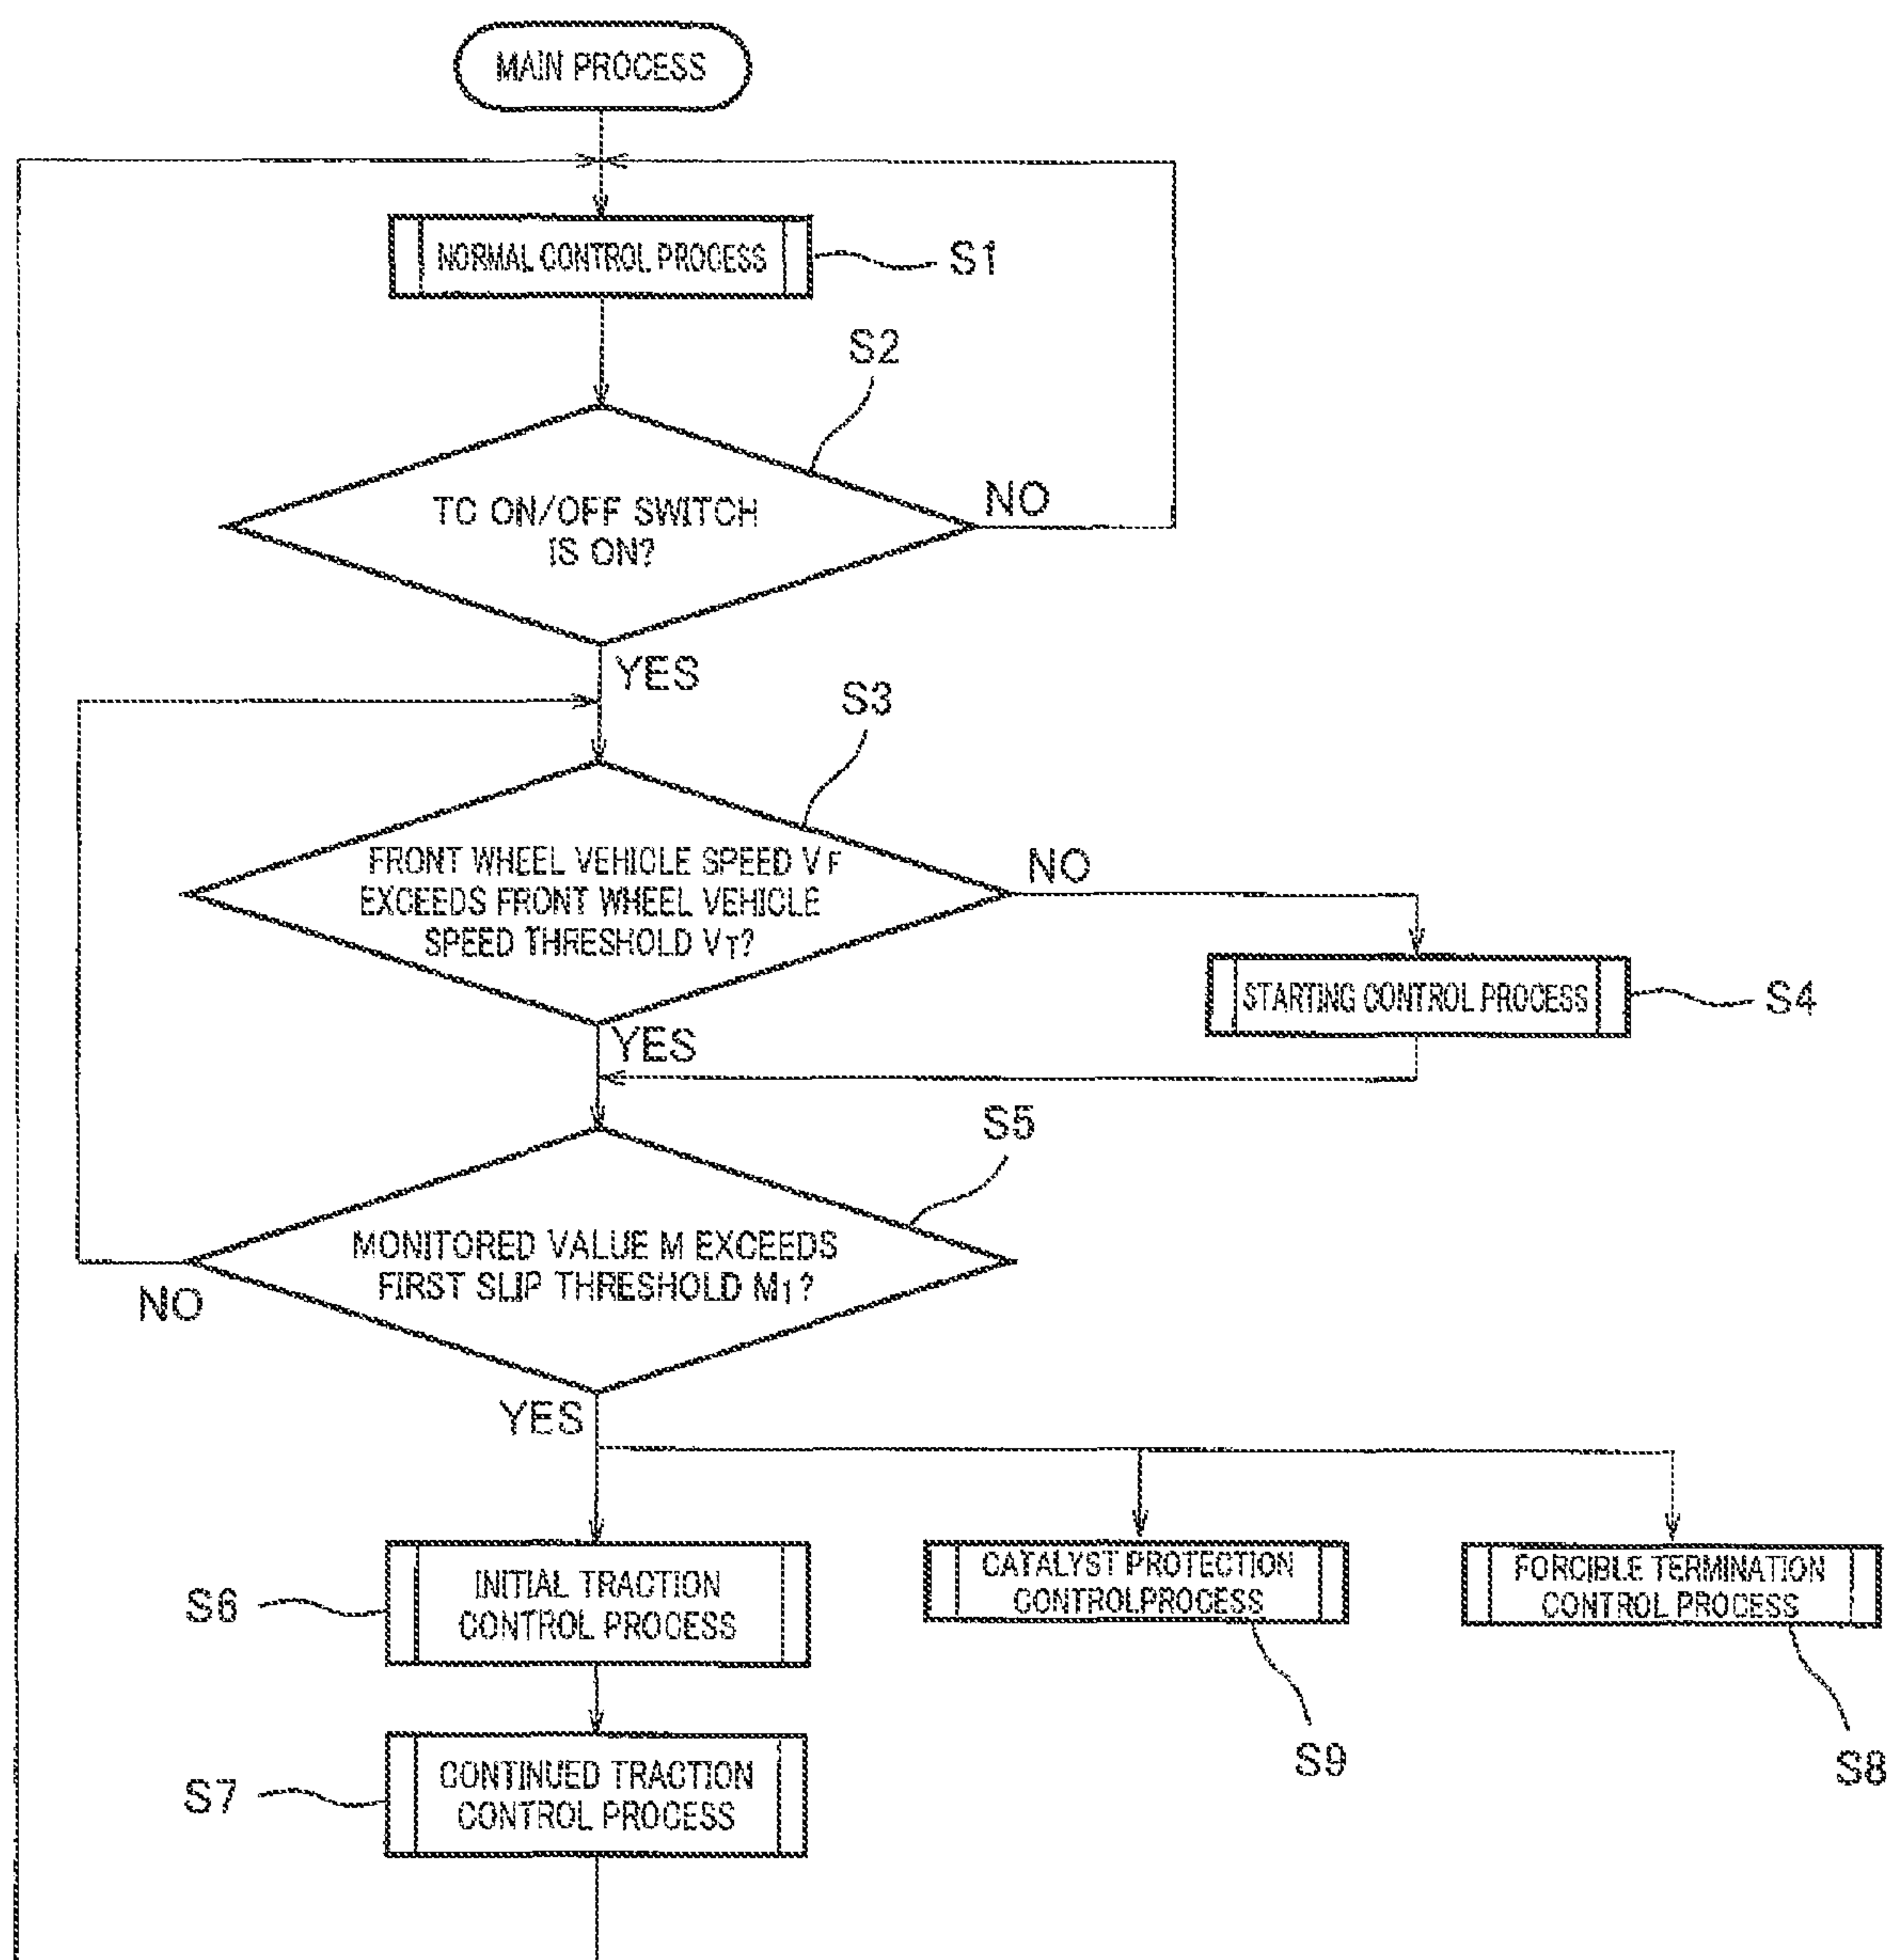 MAIN PROCESS
NORMAL CONTROL PROCESS
S1
S2
TC ON/OFF SWITCH
IS ON?
NO
YES
S3
FRONT WHEEL VEHICLE SPEED VF
EXCEEDS FRONT WHEEL VEHICLE
SPEED THRESHOLD VT?
NO
STARTING CONTROL PROCESS
S4
YES
S5
MONITORED VALUE M EXCEEDS
FIRST SLIP THRESHOLD M1?
NO
YES
S6
INITIAL TRACTION
CONTROL PROCESS
CATALYST PROTECTION
CONTROLPROCESS
FORCIBLE TERMINATION
CONTROL PROCESS
S9
S8
S7
CONTINUED TRACTION
CONTROL PROCESS